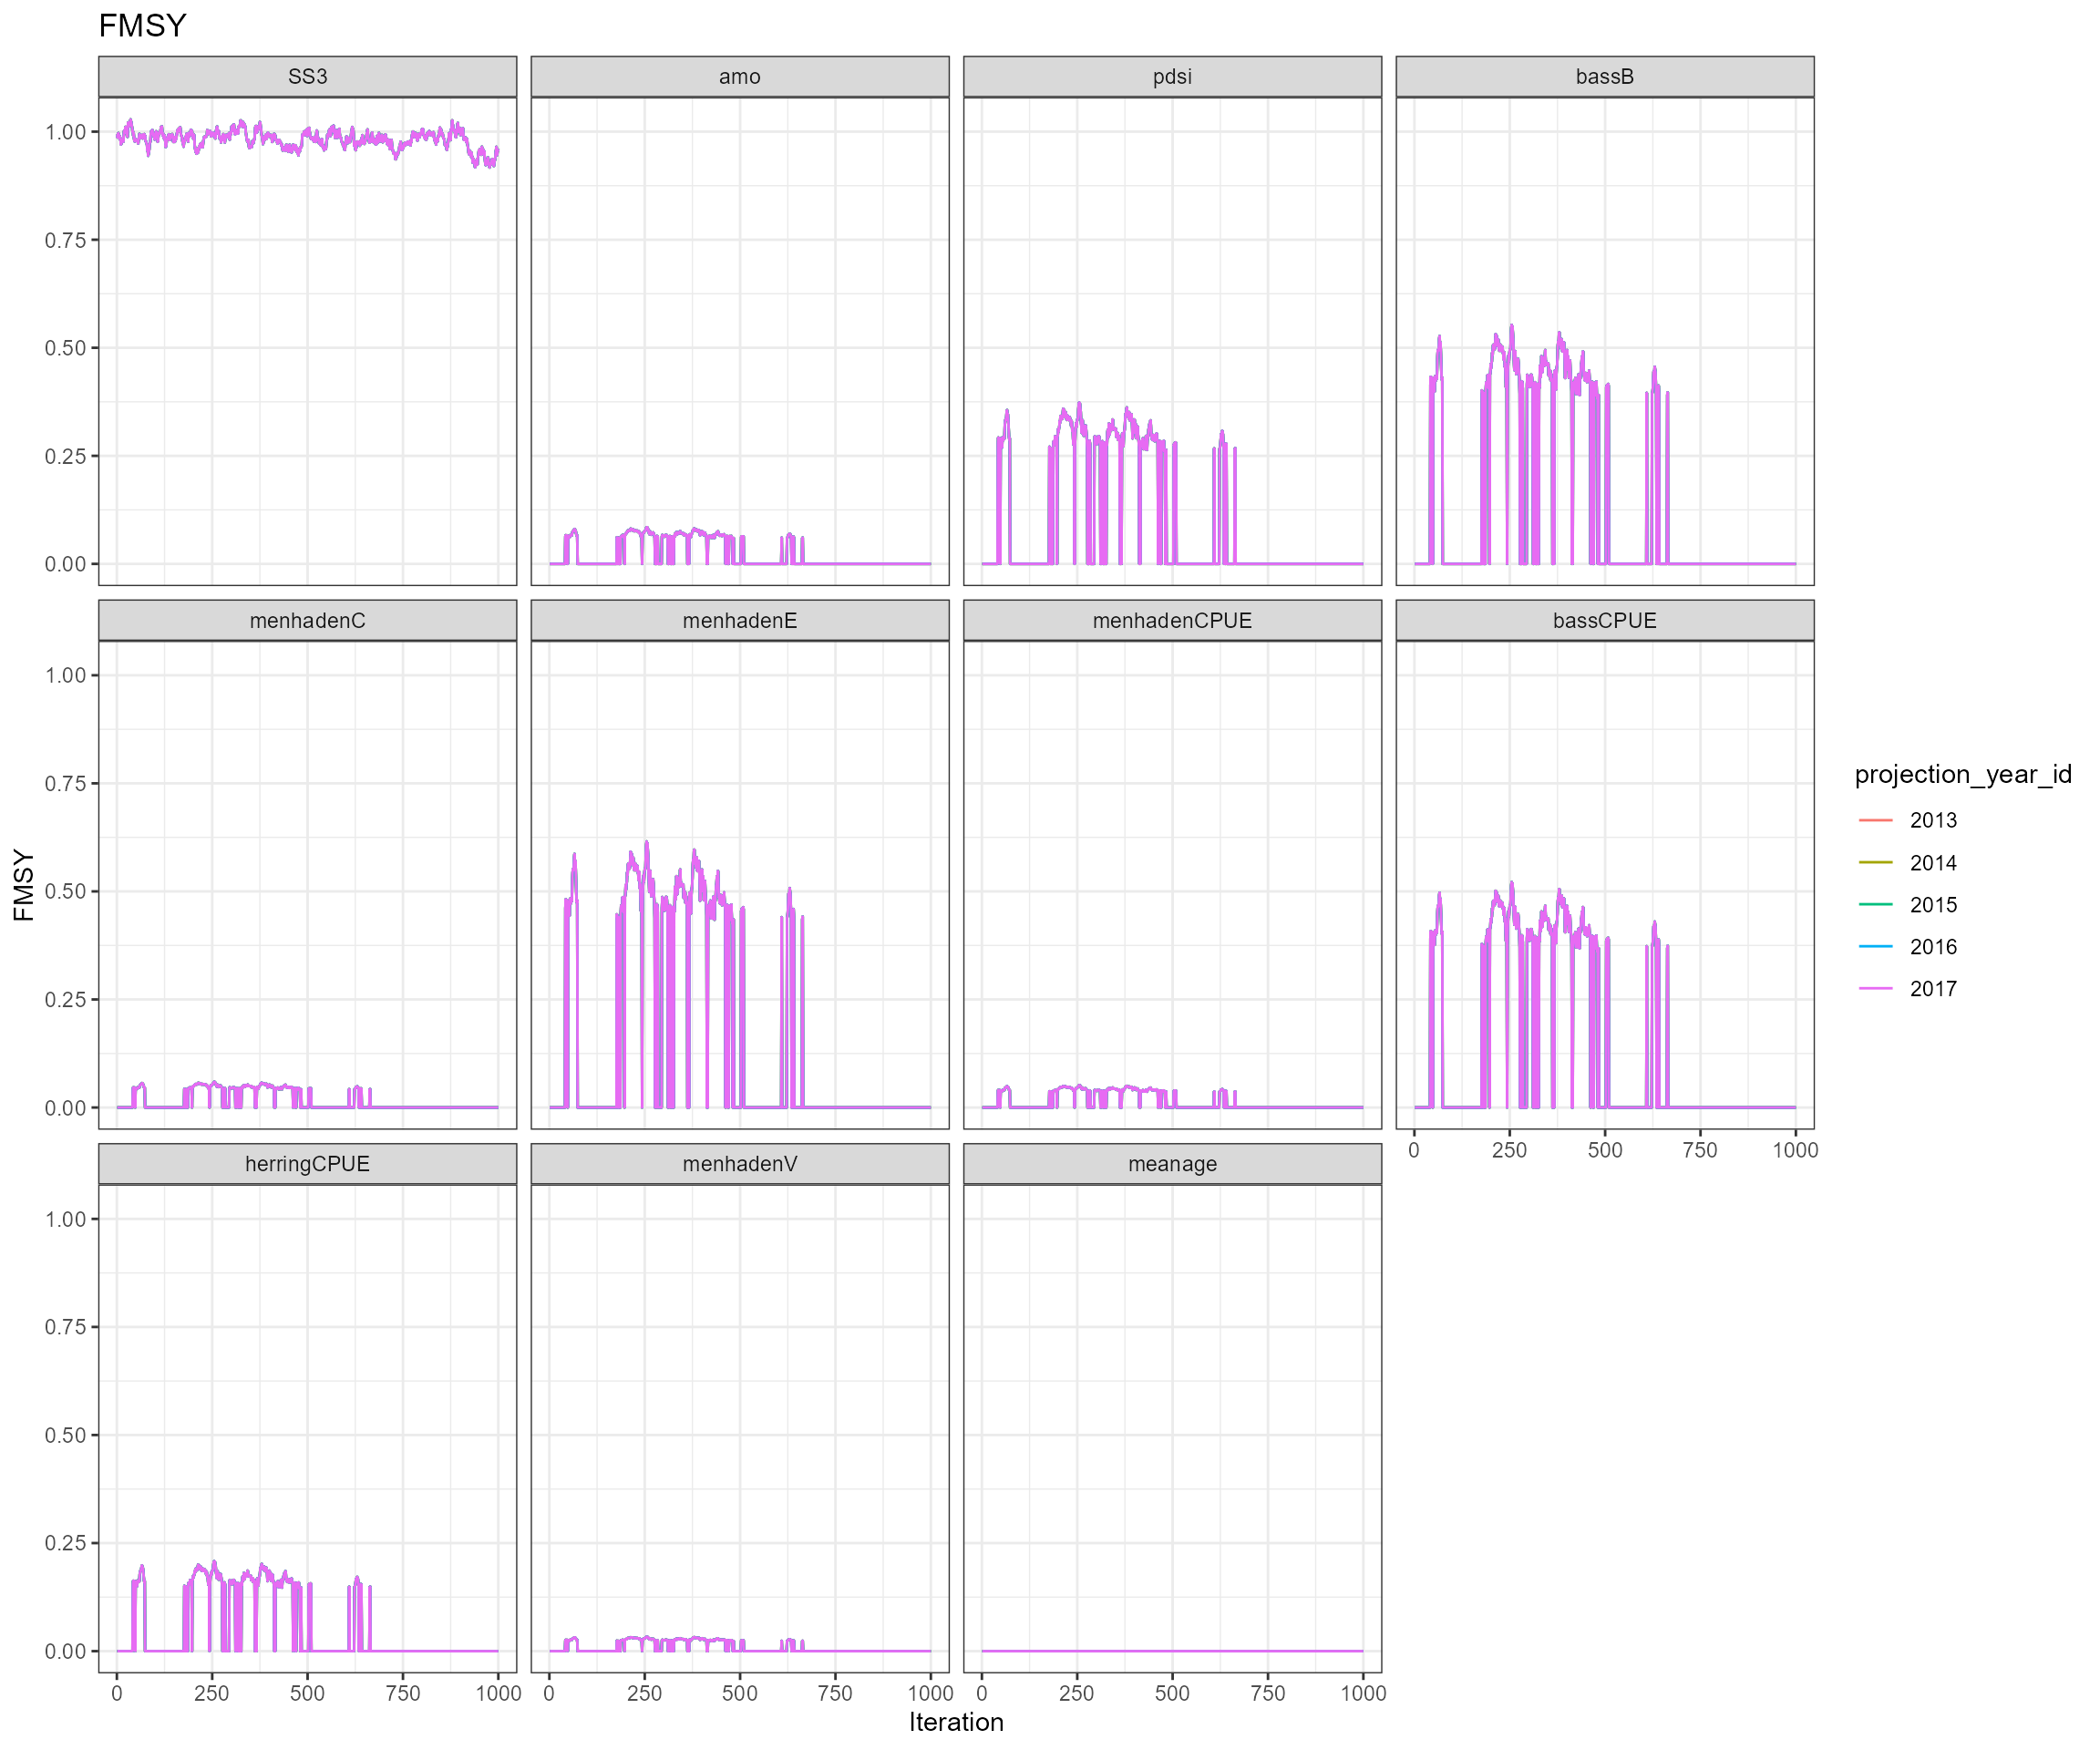 FMSY
SS3 amo pdsi bassB
1.00
0.75
0.50
0.25
0.00
menhadenC menhadenE menhadenCPUE bassCPUE
1.00
0.75
0.50
0.25
0.00
0 250 500 750 1000
herringCPUE menhadenV meanage
1.00
0.75
0.50
0.25
0.00
0 250 500 750 1000 0 250 500 750 1000 0 250 500 750 1000
Iteration
FMSY
projection_year_id
2013
2014
2015
2016
2017